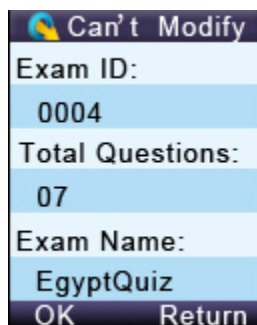 Can't Modify
Exam ID:
0004
Total Questions:
07
Exam Name:
EgyptQuiz
OK Return